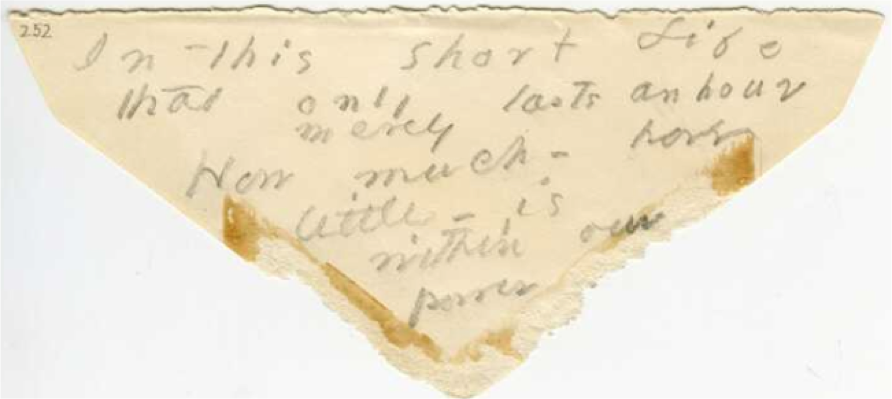 252
In this short Life
that only lasts an hour
merely
How much - how
little - is
within our
power